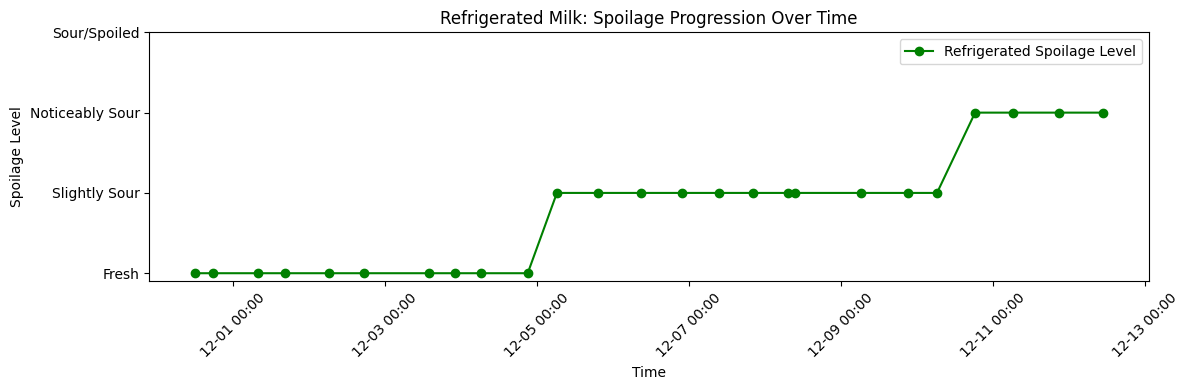 Refrigerated Milk: Spoilage Progression Over Time
Sour/Spoiled
Noticeably Sour
Slightly Sour
Fresh
Spoilage Level
Refrigerated Spoilage Level
12-01 00:00
12-03 00:00
12-05 00:00
12-07 00:00
12-09 00:00
12-11 00:00
12-13 00:00
Time